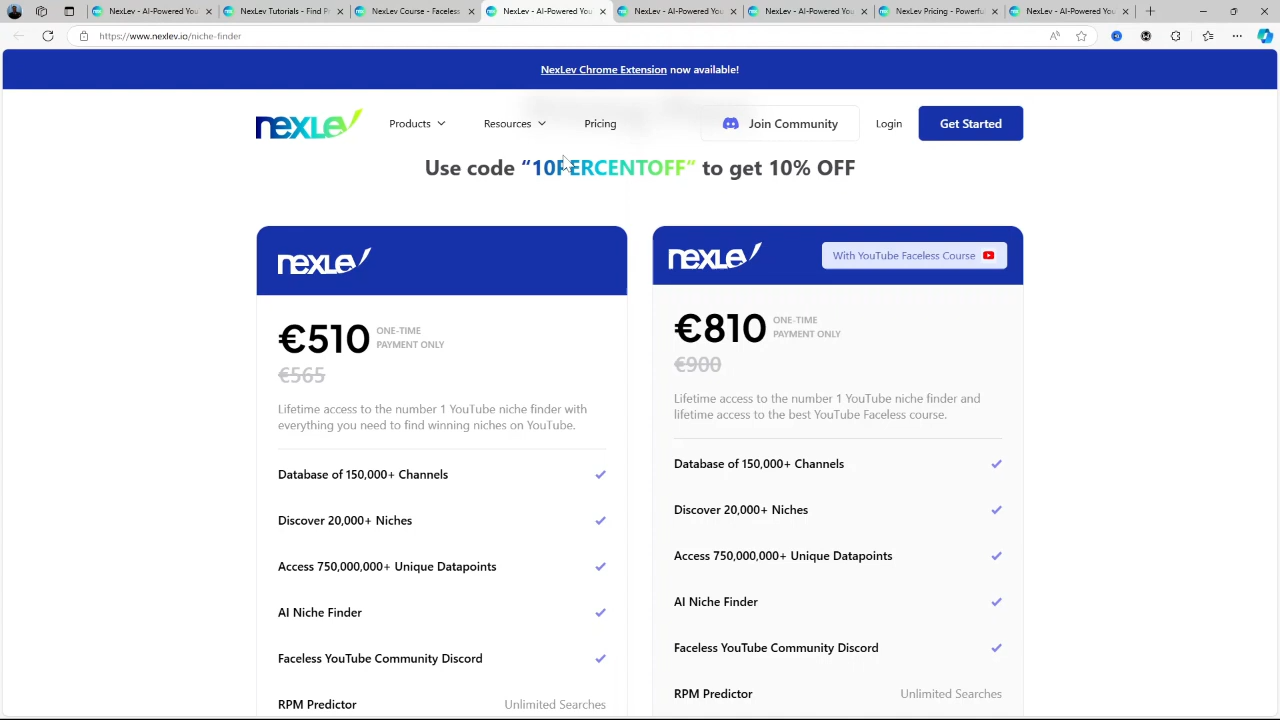 NexLev - AI-Powered You
Nexlev Tutorial for Begin
NexLev - Faceless
NexLev - AI-Powered You
NexLev - AI-Powered You
NexLev - AI-Powered You
NexLev - Finding
NexLev - AI-Powered You
NexLev - AI-Powered You
https://www.nexlev.io/niche-finder
NexLev Chrome Extension now available!
nexLev
Products
Resources
Pricing
Join Community
Login
Get Started
Use code “10PERCENTOFF” to get 10% OFF
nexLev
€510
ONE-TIME
PAYMENT ONLY
€565
Lifetime access to the number 1 YouTube niche finder with
everything you need to find winning niches on YouTube.
Database of 150,000+ Channels
Discover 20,000+ Niches
Access 750,000,000+ Unique Datapoints
AI Niche Finder
Faceless YouTube Community Discord
RPM Predictor
Unlimited Searches
nexLev
With YouTube Faceless Course
€810
ONE-TIME
PAYMENT ONLY
€900
Lifetime access to the number 1 YouTube niche finder and
lifetime access to the best YouTube Faceless course.
Database of 150,000+ Channels
Discover 20,000+ Niches
Access 750,000,000+ Unique Datapoints
AI Niche Finder
Faceless YouTube Community Discord
RPM Predictor
Unlimited Searches